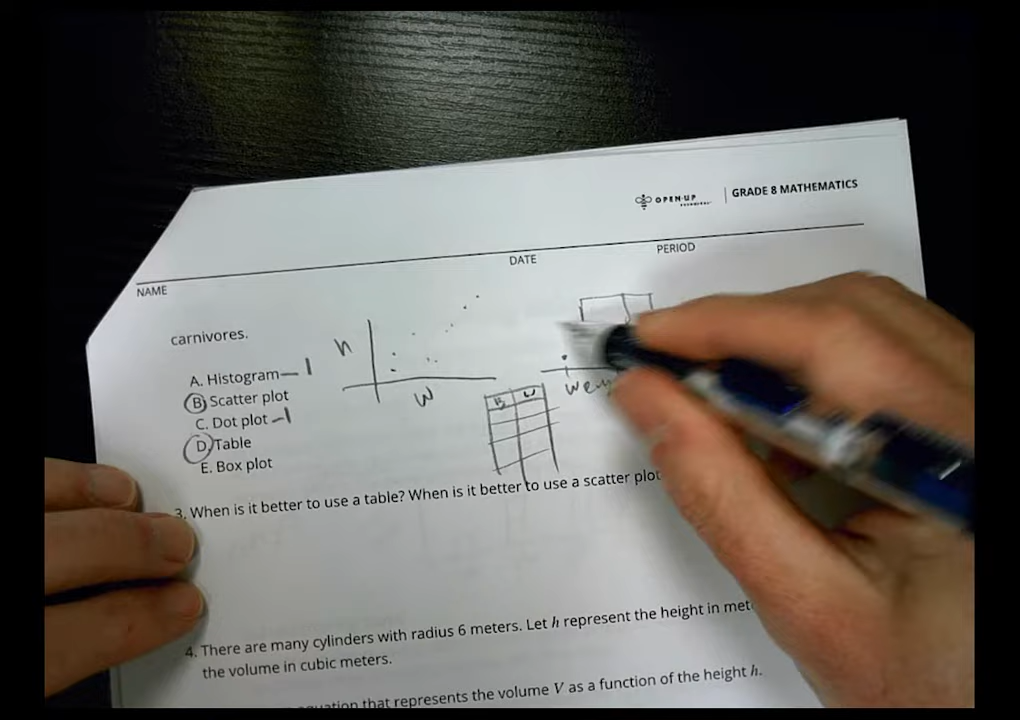 OPEN-UP GRADE 8 MATHEMATICS
NAME DATE PERIOD
carnivores.
A. Histogram — 1
B. Scatter plot
C. Dot plot — 1
D. Table
E. Box plot
h
w
3. When is it better to use a table? When is it better to use a scatter plot
4. There are many cylinders with radius 6 meters. Let h represent the height in
the volume in cubic meters.
that represents the volume V as a function of the height h.